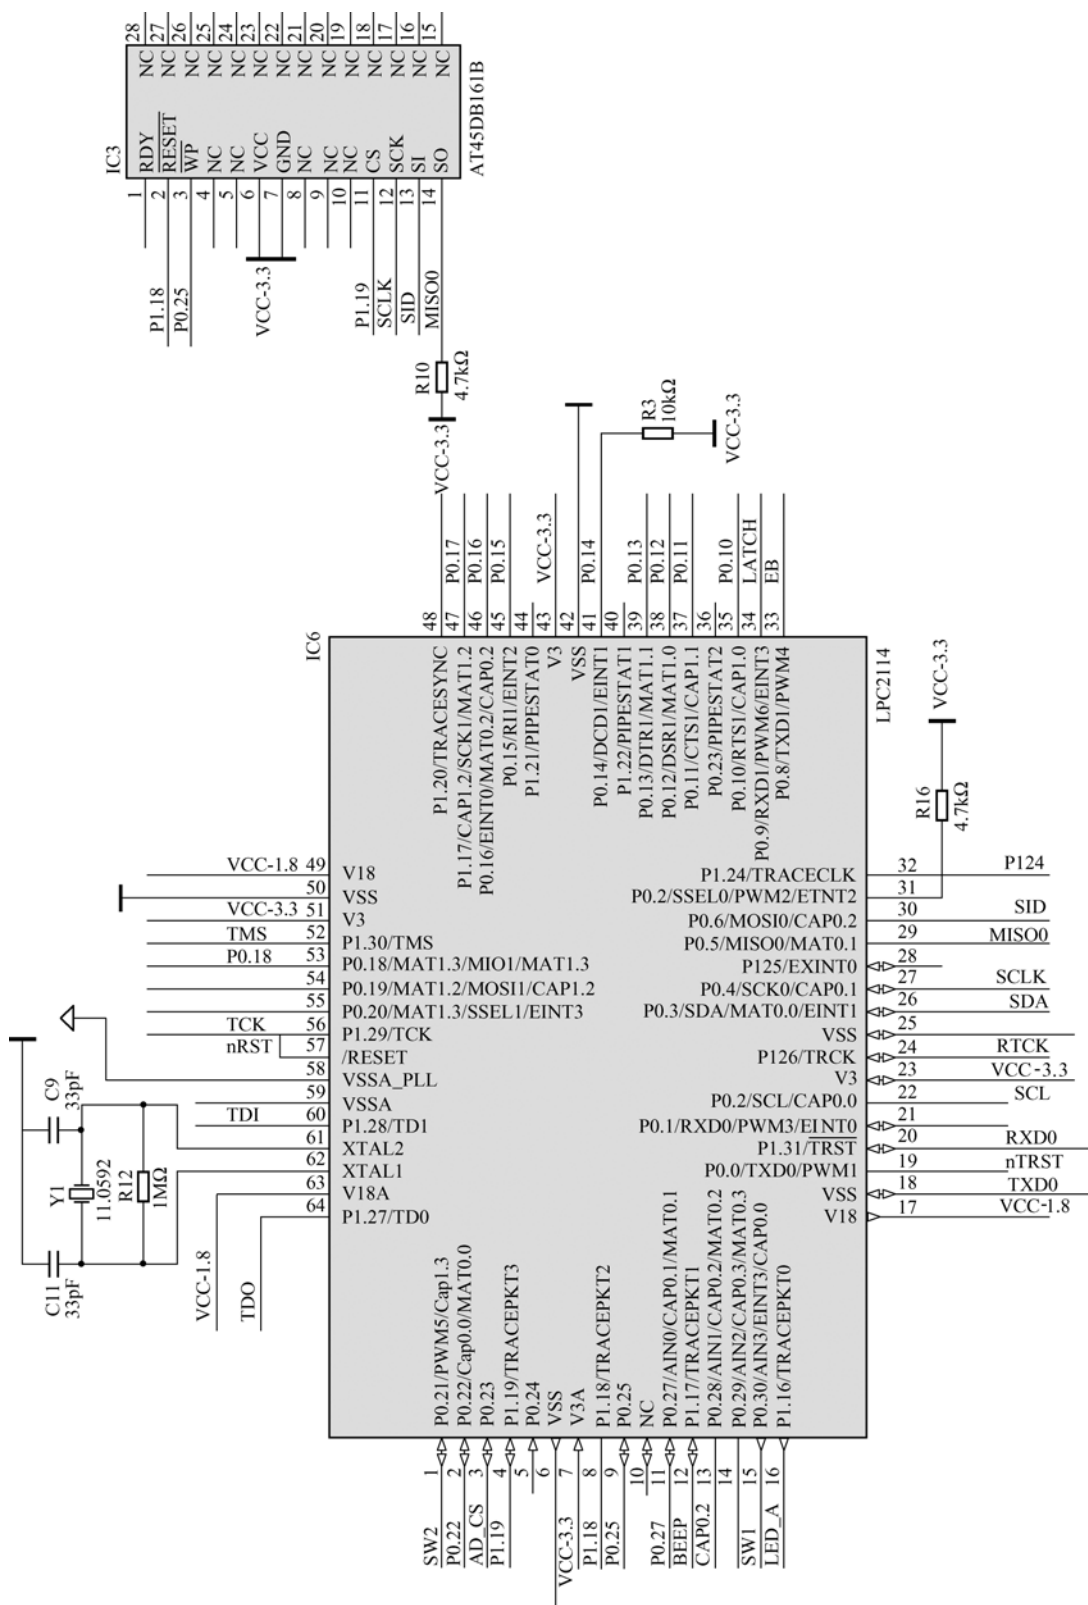 IC3
28 27 26 25 24 23 22 21 20 19 18 17 16 15
NC NC NC NC NC NC NC NC NC NC NC NC NC NC
RDY RESET WP NC NC VCC GND NC NC NC CS SCK SI SO
1 2 3 4 5 6 7 8 9 10 11 12 13 14
AT45DB161B
P1.18
P0.25
VCC-3.3
P1.19
SCLK
SID
MISO0
R10
4.7kΩ
VCC-3.3
R3
10kΩ
VCC-3.3
P0.17
P0.16
P0.15
VCC-3.3
P0.14
P0.13
P0.12
P0.11
P0.10
LATCH
EB
48 47 46 45 44 43 42 41 40 39 38 37 36 35 34 33
IC6
LPC2114
P1.20/TRACESYNC
P1.17/CAP1.2/SCK1/MAT1.2
P0.16/EINT0/MAT0.2/CAP0.2
P0.15/RI1/EINT2
P1.21/PIPESTAT0
V3
VSS
P0.14/DCD1/EINT1
P1.22/PIPESTAT1
P0.13/DTR1/MAT1.1
P0.12/DSR1/MAT1.0
P0.11/CTS1/CAP1.1
P0.23/PIPESTAT2
P0.10/RTS1/CAP1.0
P0.9/RXD1/PWM6/EINT3
P0.8/TXD1/PWM4
VCC-3.3
R16
4.7kΩ
VCC-1.8 49 V18
50 VSS
VCC-3.3 51 V3
TMS 52 P1.30/TMS
P0.18 53 P0.18/MAT1.3/MIO1/MAT1.3
54 P0.19/MAT1.2/MOSI1/CAP1.2
55 P0.20/MAT1.3/SSEL1/EINT3
TCK 56 P1.29/TCK
nRST 57 /RESET
58 VSSA_PLL
59 VSSA
TDI 60 P1.28/TD1
61 XTAL2
62 XTAL1
63 V18A
64 P1.27/TD0
P1.24/TRACECLK 32 P124
P0.2/SSEL0/PWM2/ETNT2 31
P0.6/MOSI0/CAP0.2 30 SID
P0.5/MISO0/MAT0.1 29 MISO0
P125/EXINT0 28
P0.4/SCK0/CAP0.1 27 SCLK
P0.3/SDA/MAT0.0/EINT1 26 SDA
VSS 25
P126/TRCK 24 RTCK
V3 23 VCC-3.3
P0.2/SCL/CAP0.0 22 SCL
P0.1/RXD0/PWM3/EINT0 21
P1.31/TRST 20 RXD0
P0.0/TXD0/PWM1 19 nTRST
VSS 18 TXD0
V18 17 VCC-1.8
C9
33pF
Y1
11.0592
R12
1MΩ
C11
33pF
VCC-1.8
TDO
P0.21/PWM5/Cap1.3
P0.22/Cap0.0/MAT0.0
P0.23
P1.19/TRACEPKT3
P0.24
VSS
V3A
P1.18/TRACEPKT2
P0.25
NC
P0.27/AIN0/CAP0.1/MAT0.1
P1.17/TRACEPKT1
P0.28/AIN1/CAP0.2/MAT0.2
P0.29/AIN2/CAP0.3/MAT0.3
P0.30/AIN3/EINT3/CAP0.0
P1.16/TRACEPKT0
1 2 3 4 5 6 7 8 9 10 11 12 13 14 15 16
SW2
P0.22
AD_CS
P1.19
VCC-3.3
P1.18
P0.25
P0.27
BEEP
CAP0.2
SW1
LED_A